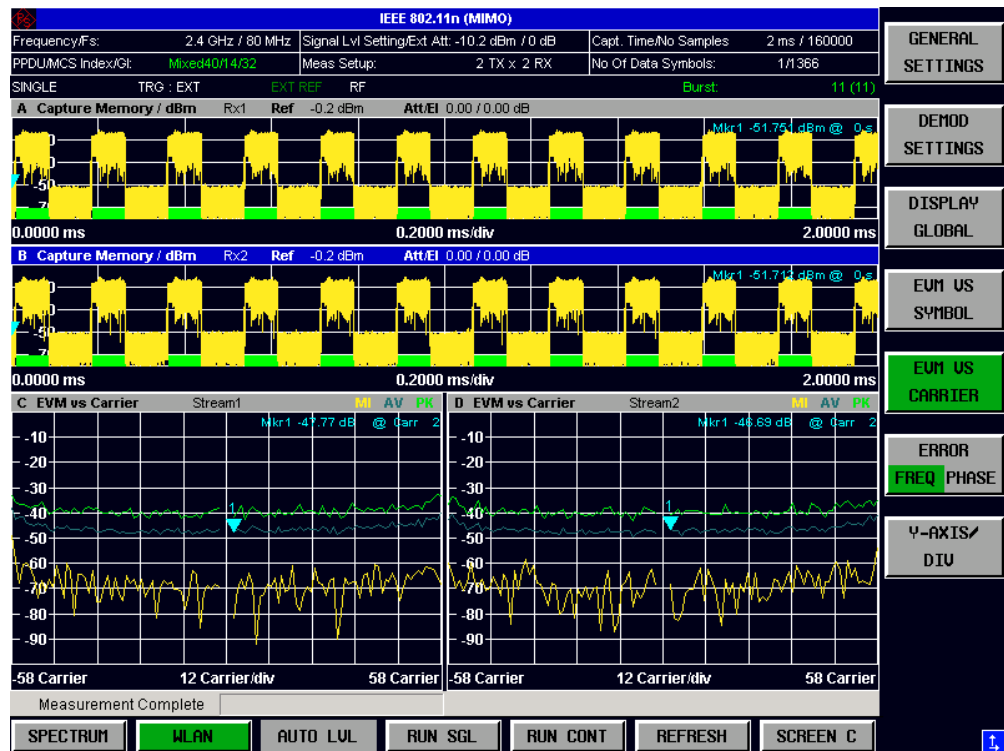 IEEE 802.11n (MIMO)
Frequency/Fs: 2.4 GHz / 80 MHz Signal Lvl Setting/Ext Att: -10.2 dBm / 0 dB Capt. Time/No Samples 2 ms / 160000
PPDU/MCS Index/GI: Mixed40/14/32 Meas Setup: 2 TX x 2 RX No Of Data Symbols: 1/1366
SINGLE TRG : EXT EXT REF RF Burst: 11 (11)
A Capture Memory / dBm Rx1 Ref -0.2 dBm Att/El 0.00 / 0.00 dB
Mkr1 -51.751 dBm @ 0 s
-50
0.0000 ms 0.2000 ms/div 2.0000 ms
B Capture Memory / dBm Rx2 Ref -0.2 dBm Att/El 0.00 / 0.00 dB
Mkr1 -51.712 dBm @ 0 s
-50
0.0000 ms 0.2000 ms/div 2.0000 ms
C EVM vs Carrier Stream1 MI AV PK
Mkr1 -47.77 dB @ Carr 2
-10
-20
-30
-40
-50
-60
-70
-80
-90
1
-58 Carrier 12 Carrier/div 58 Carrier
D EVM vs Carrier Stream2 MI AV PK
Mkr1 -46.69 dB @ Carr 2
-10
-20
-30
-40
-50
-60
-70
-80
-90
1
-58 Carrier 12 Carrier/div 58 Carrier
Measurement Complete
SPECTRUM WLAN AUTO LVL RUN SGL RUN CONT REFRESH SCREEN C
GENERAL
SETTINGS
DEMOD
SETTINGS
DISPLAY
GLOBAL
EVM VS
SYMBOL
EVM VS
CARRIER
ERROR
FREQ PHASE
Y-AXIS/
DIV